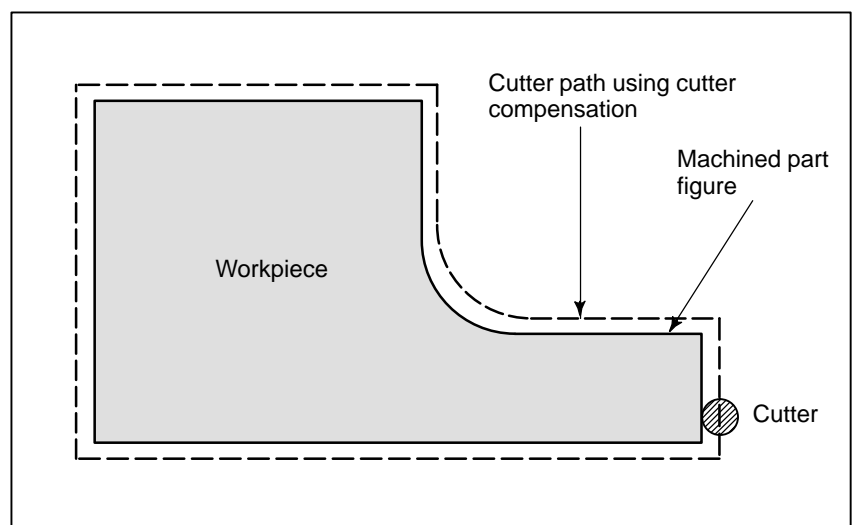 Cutter path using cutter
compensation
Machined part
figure
Workpiece
Cutter